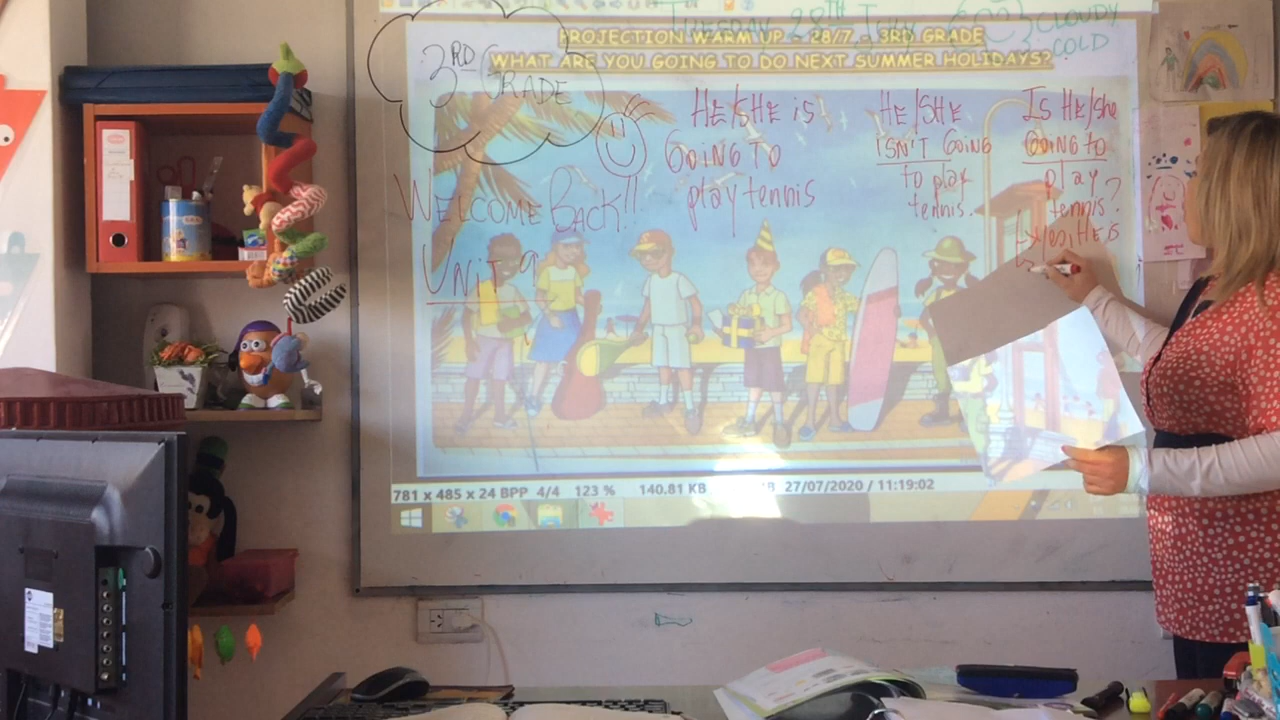 TUESDAY 28TH JULY
CLOUDY
COLD
PROJECTION WARM UP - 28/7 - 3RD GRADE
WHAT ARE YOU GOING TO DO NEXT SUMMER HOLIDAYS?
3RD GRADE
WELCOME BACK!!
UNIT 9
HE/SHE is
GOiNG TO
play tennis
HE/SHE
iSN'T GOiNG
to play
tennis.
Is HE/she
GOiNG to
play
tennis?
yes, HE is
781 x 485 x 24 BPP 4/4 123 % 140.81 KB 27/07/2020 / 11:19:02